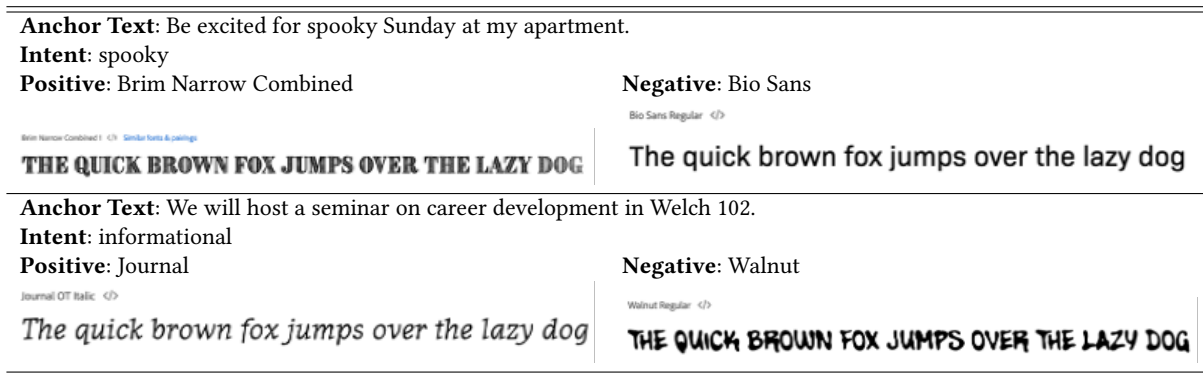 Anchor Text: Be excited for spooky Sunday at my apartment.
Intent: spooky
Positive: Brim Narrow Combined
Negative: Bio Sans
Brim Narrow Combined 1 </> Similar fonts & pairings
THE QUICK BROWN FOX JUMPS OVER THE LAZY DOG
Bio Sans Regular </>
The quick brown fox jumps over the lazy dog
Anchor Text: We will host a seminar on career development in Welch 102.
Intent: informational
Positive: Journal
Negative: Walnut
Journal OT Italic </>
The quick brown fox jumps over the lazy dog
Walnut Regular </>
THE QUICK BROWN FOX JUMPS OVER THE LAZY DOG